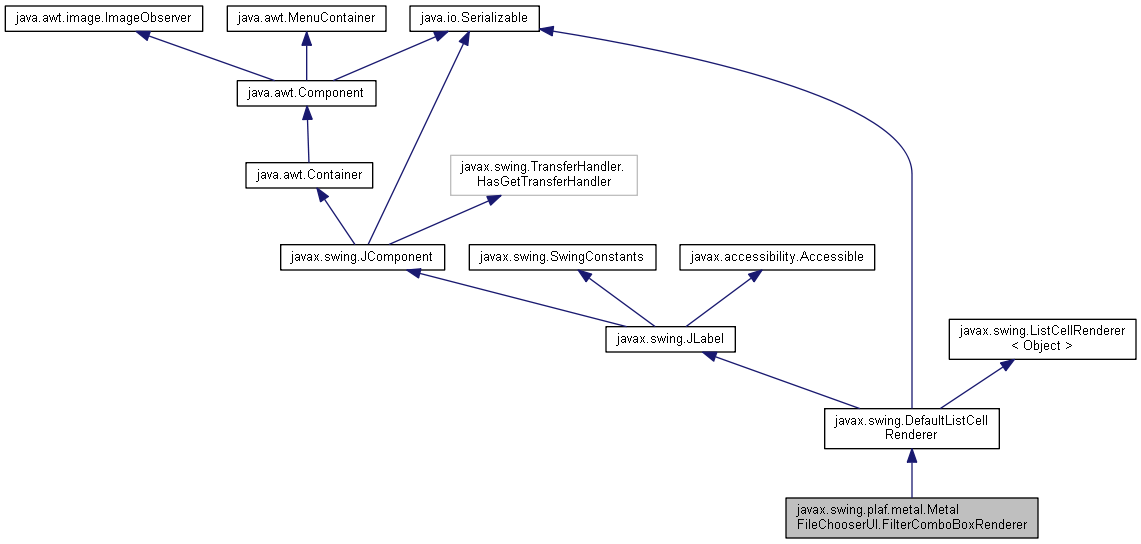 java.awt.image.ImageObserver
java.awt.MenuContainer
java.io.Serializable
java.awt.Component
java.awt.Container
javax.swing.TransferHandler.
HasGetTransferHandler
javax.swing.JComponent
javax.swing.SwingConstants
javax.accessibility.Accessible
javax.swing.JLabel
javax.swing.ListCellRenderer
< Object >
javax.swing.DefaultListCell
Renderer
javax.swing.plaf.metal.Metal
FileChooserUI.FilterComboBoxRenderer